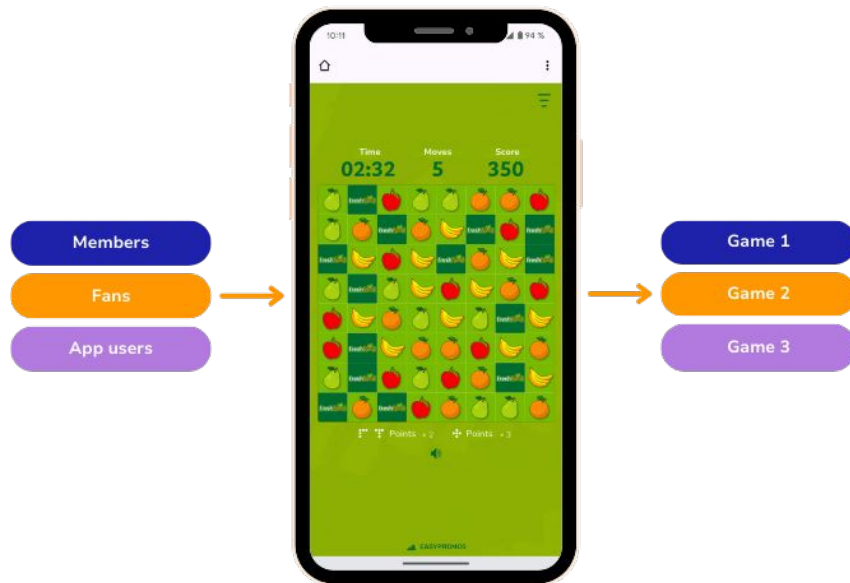 10:11
94 %
Time
Moves
Score
02:32
5
350
Members
Fans
App users
Game 1
Game 2
Game 3
Points
Points
EASYPROMOS